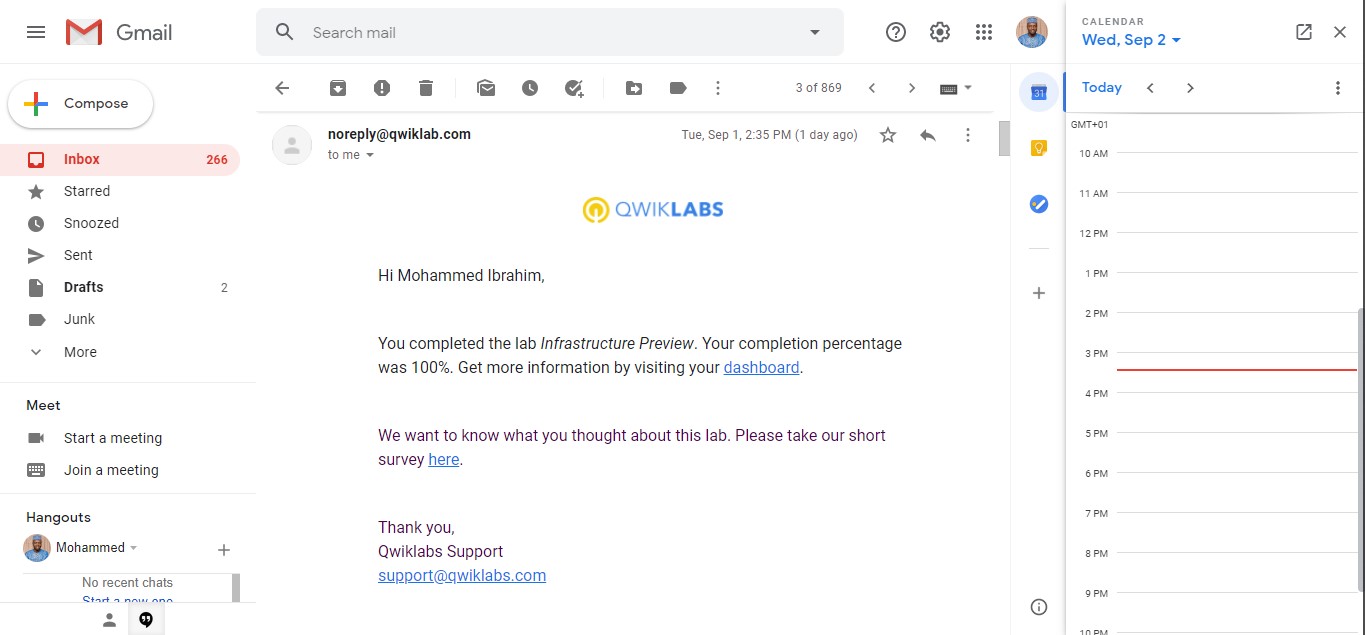 Gmail
Search mail
CALENDAR
Wed, Sep 2
Compose
3 of 869
Today
Inbox 266
Starred
Snoozed
Sent
Drafts 2
Junk
More
Meet
Start a meeting
Join a meeting
Hangouts
Mohammed
No recent chats
Start a new one
noreply@qwiklab.com
Tue, Sep 1, 2:35 PM (1 day ago)
to me
QWIKLABS
Hi Mohammed Ibrahim,
You completed the lab Infrastructure Preview. Your completion percentage
was 100%. Get more information by visiting your dashboard.
We want to know what you thought about this lab. Please take our short
survey here.
Thank you,
Qwiklabs Support
support@qwiklabs.com
31
GMT+01
10 AM
11 AM
12 PM
1 PM
2 PM
3 PM
4 PM
5 PM
6 PM
7 PM
8 PM
9 PM
10 PM